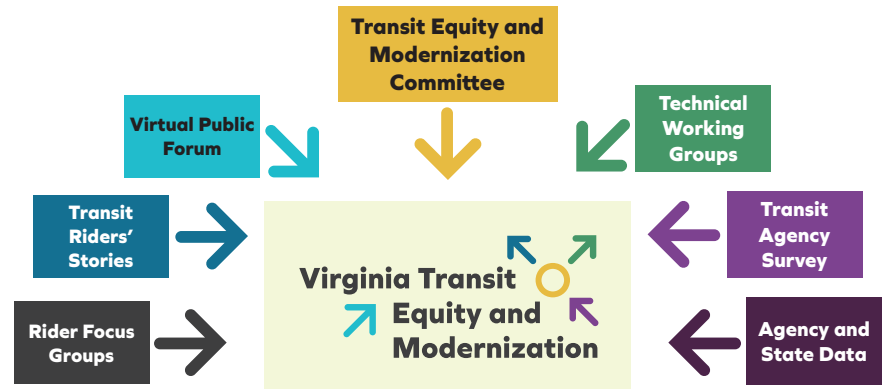 Transit Equity and
Modernization
Committee
Virtual Public
Forum
Technical
Working
Groups
Transit
Riders’
Stories
Transit
Agency
Survey
Rider Focus
Groups
Agency and
State Data
Virginia Transit
Equity and
Modernization